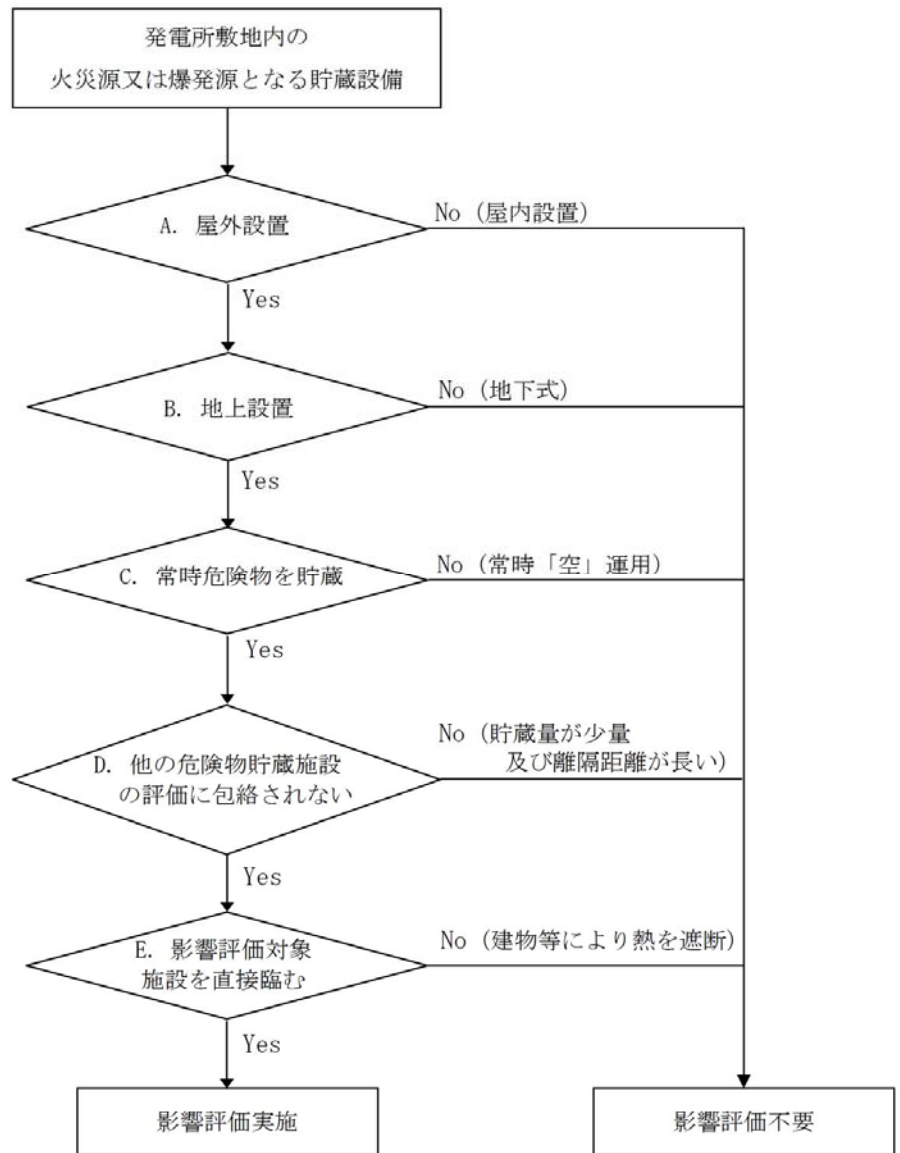 発電所敷地内の
火災源又は爆発源となる貯蔵設備
A. 屋外設置
No (屋内設置)
Yes
B. 地上設置
No (地下式)
Yes
C. 常時危険物を貯蔵
No (常時「空」運用)
Yes
D. 他の危険物貯蔵施設
の評価に包絡されない
No (貯蔵量が少量
及び離隔距離が長い)
Yes
E. 影響評価対象
施設を直接臨む
No (建物等により熱を遮断)
Yes
影響評価実施
影響評価不要